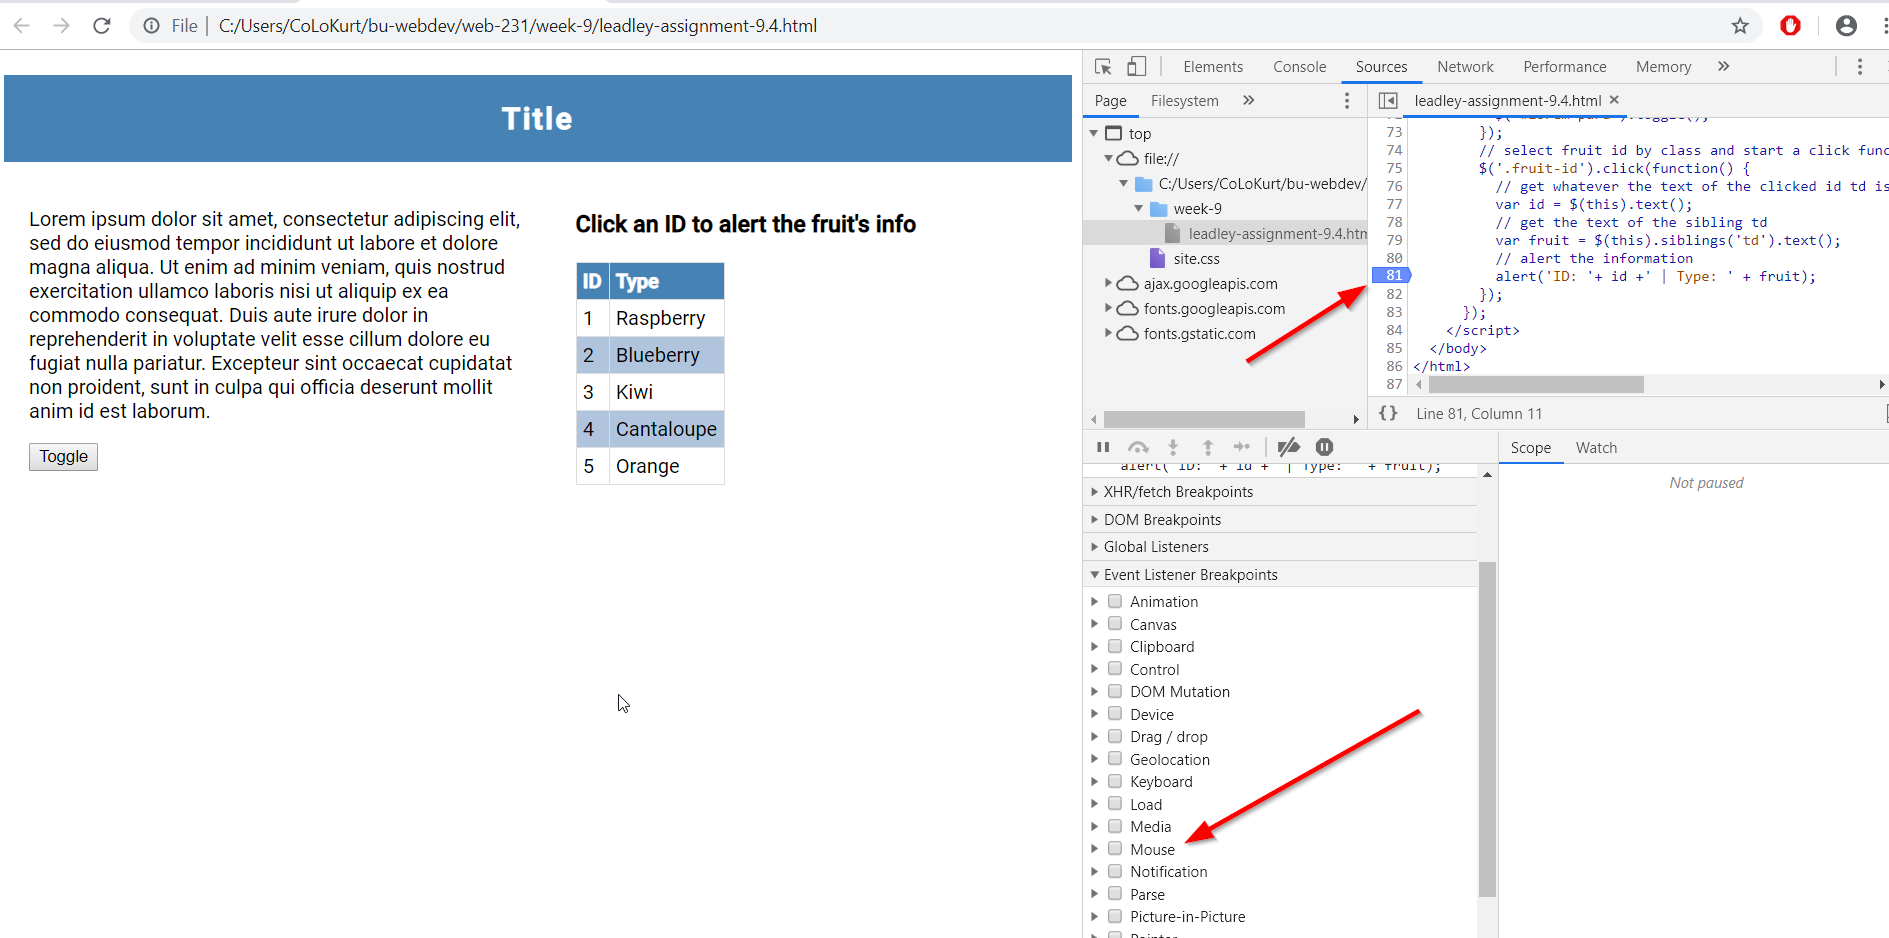 File | C:/Users/CoLoKurt/bu-webdev/web-231/week-9/leadley-assignment-9.4.html
Title
Lorem ipsum dolor sit amet, consectetur adipiscing elit,
sed do eiusmod tempor incididunt ut labore et dolore
magna aliqua. Ut enim ad minim veniam, quis nostrud
exercitation ullamco laboris nisi ut aliquip ex ea
commodo consequat. Duis aute irure dolor in
reprehenderit in voluptate velit esse cillum dolore eu
fugiat nulla pariatur. Excepteur sint occaecat cupidatat
non proident, sunt in culpa qui officia deserunt mollit
anim id est laborum.
Toggle
Click an ID to alert the fruit's info
ID Type
1 Raspberry
2 Blueberry
3 Kiwi
4 Cantaloupe
5 Orange
Elements Console Sources Network Performance Memory »
Page Filesystem »
top
file://
C:/Users/CoLoKurt/bu-webdev/
week-9
leadley-assignment-9.4.htm
site.css
ajax.googleapis.com
fonts.googleapis.com
fonts.gstatic.com
leadley-assignment-9.4.html ×
73 });
74 // select fruit id by class and start a click func
75 $('.fruit-id').click(function() {
76 // get whatever the text of the clicked id td is
77 var id = $(this).text();
78 // get the text of the sibling td
79 var fruit = $(this).siblings('td').text();
80 // alert the information
81 alert('ID: '+ id +' | Type: ' + fruit);
82 });
83 });
84 </script>
85 </body>
86 </html>
87
{} Line 81, Column 11
alert('ID: '+ id +' | Type: ' + fruit);
XHR/fetch Breakpoints
DOM Breakpoints
Global Listeners
Event Listener Breakpoints
Animation
Canvas
Clipboard
Control
DOM Mutation
Device
Drag / drop
Geolocation
Keyboard
Load
Media
Mouse
Notification
Parse
Picture-in-Picture
Scope Watch
Not paused